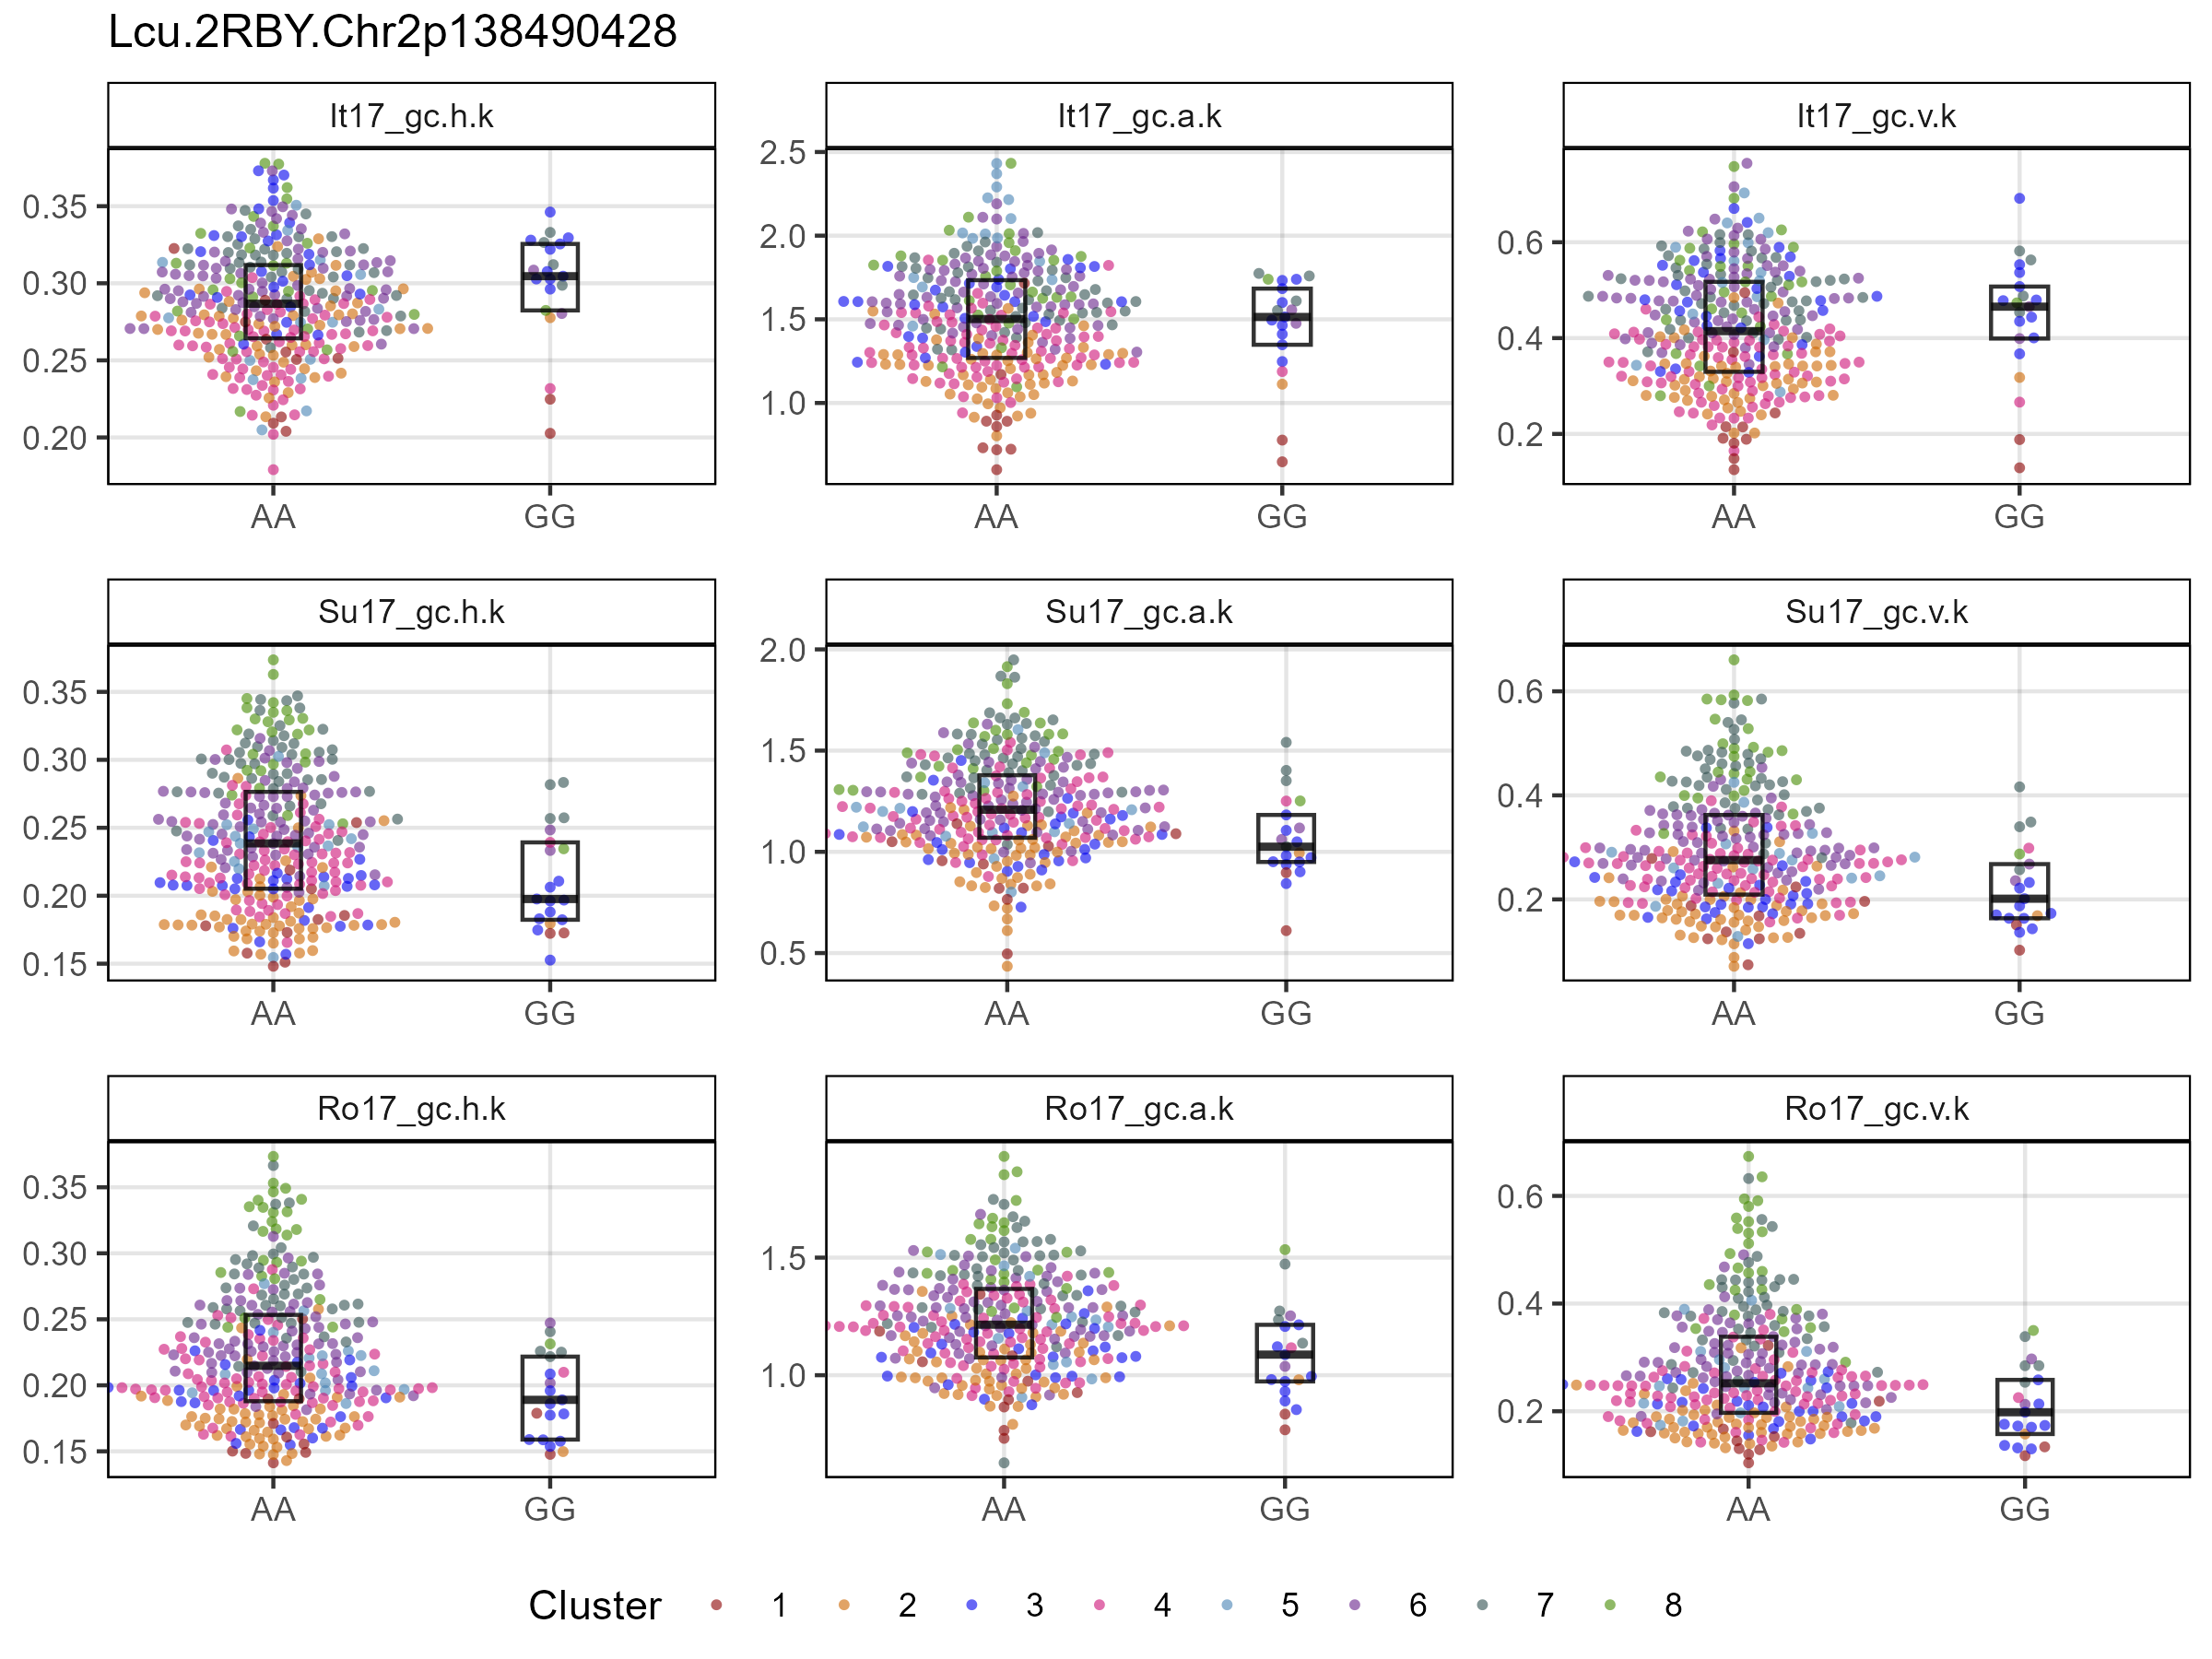 Lcu.2RBY.Chr2p138490428
It17_gc.h.k
It17_gc.a.k
It17_gc.v.k
0.35
0.30
0.25
0.20
AA
GG
2.5
2.0
1.5
1.0
AA
GG
0.6
0.4
0.2
AA
GG
Su17_gc.h.k
Su17_gc.a.k
Su17_gc.v.k
0.35
0.30
0.25
0.20
0.15
AA
GG
2.0
1.5
1.0
0.5
AA
GG
0.6
0.4
0.2
AA
GG
Ro17_gc.h.k
Ro17_gc.a.k
Ro17_gc.v.k
0.35
0.30
0.25
0.20
0.15
AA
GG
1.5
1.0
AA
GG
0.6
0.4
0.2
AA
GG
Cluster 1 2 3 4 5 6 7 8